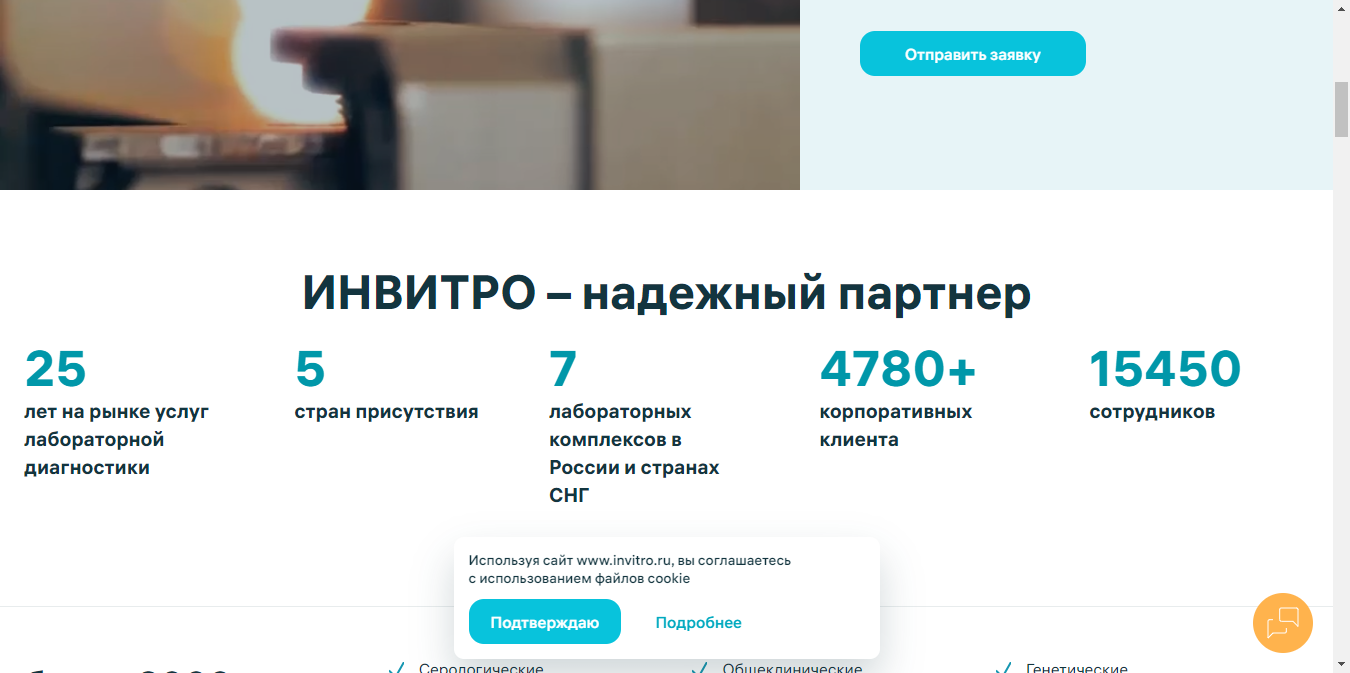 Отправить заявку
ИНВИТРО – надежный партнер
25
лет на рынке услуг
лабораторной
диагностики
5
стран присутствия
7
лабораторных
комплексов в
России и странах
СНГ
4780+
корпоративных
клиента
15450
сотрудников
Используя сайт www.invitro.ru, вы соглашаетесь
с использованием файлов cookie
Подтверждаю
Подробнее
Серологические
Общеклинические
Генетические